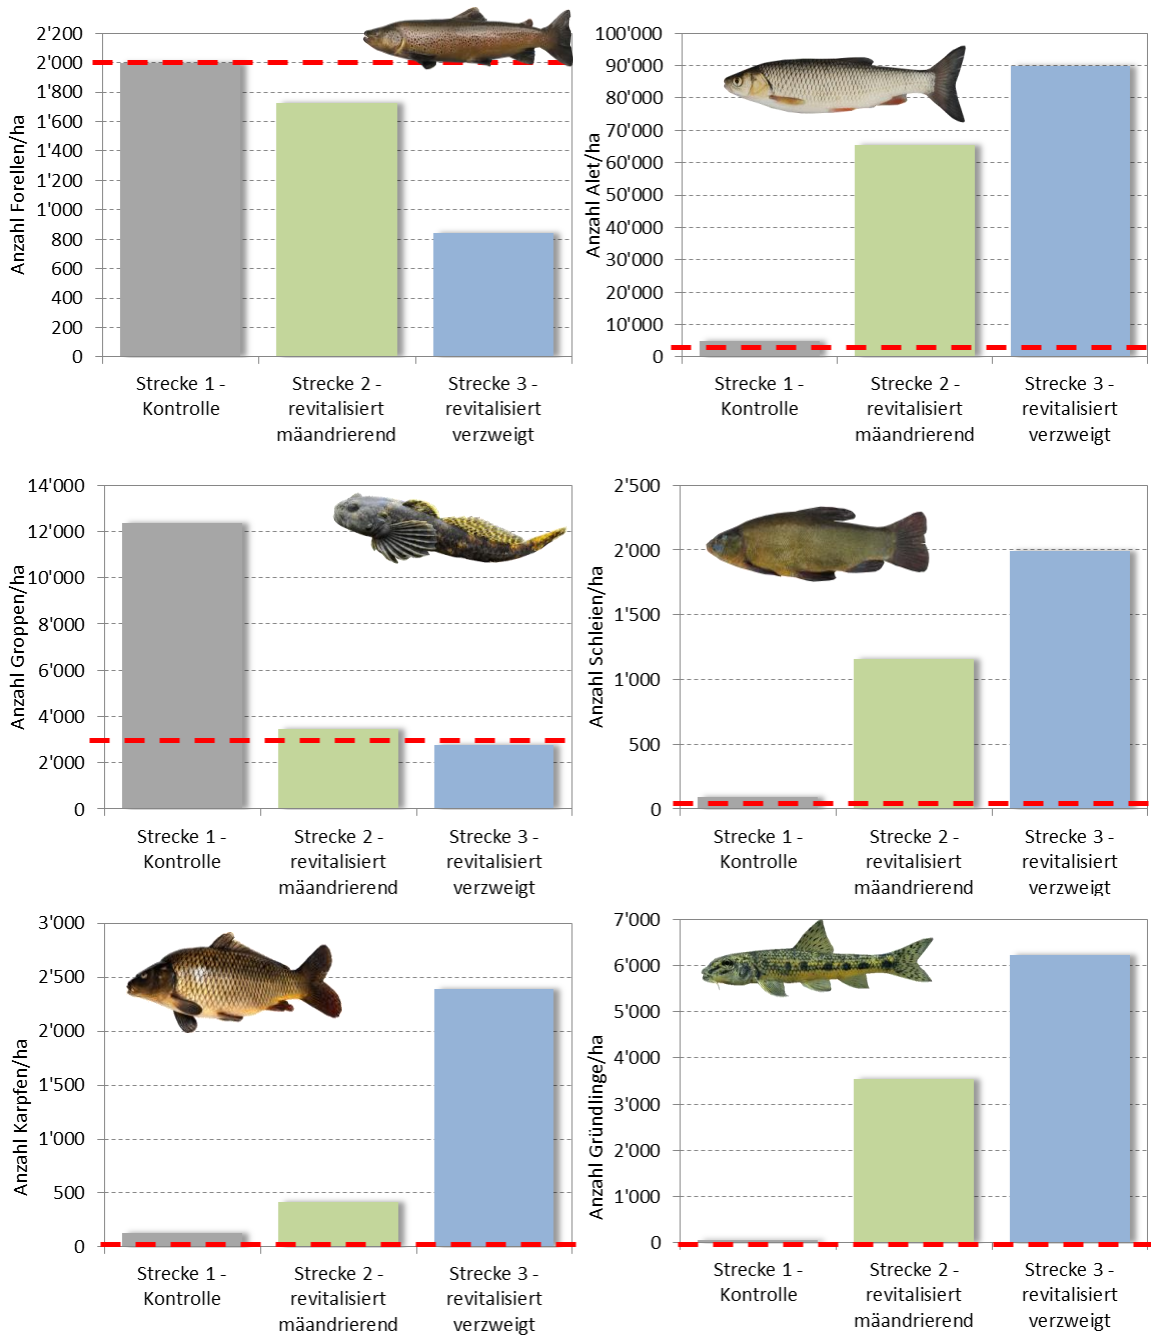 Anzahl Forellen/ha
2'200
2'000
1'800
1'600
1'400
1'200
1'000
800
600
400
200
0
Strecke 1 -
Kontrolle
Strecke 2 -
revitalisiert
mäandrierend
Strecke 3 -
revitalisiert
verzweigt
Anzahl Alet/ha
100'000
90'000
80'000
70'000
60'000
50'000
40'000
30'000
20'000
10'000
0
Strecke 1 -
Kontrolle
Strecke 2 -
revitalisiert
mäandrierend
Strecke 3 -
revitalisiert
verzweigt
Anzahl Groppen/ha
14'000
12'000
10'000
8'000
6'000
4'000
2'000
0
Strecke 1 -
Kontrolle
Strecke 2 -
revitalisiert
mäandrierend
Strecke 3 -
revitalisiert
verzweigt
Anzahl Schleien/ha
2'500
2'000
1'500
1'000
500
0
Strecke 1 -
Kontrolle
Strecke 2 -
revitalisiert
mäandrierend
Strecke 3 -
revitalisiert
verzweigt
Anzahl Karpfen/ha
3'000
2'500
2'000
1'500
1'000
500
0
Strecke 1 -
Kontrolle
Strecke 2 -
revitalisiert
mäandrierend
Strecke 3 -
revitalisiert
verzweigt
Anzahl Gründlinge/ha
7'000
6'000
5'000
4'000
3'000
2'000
1'000
0
Strecke 1 -
Kontrolle
Strecke 2 -
revitalisiert
mäandrierend
Strecke 3 -
revitalisiert
verzweigt